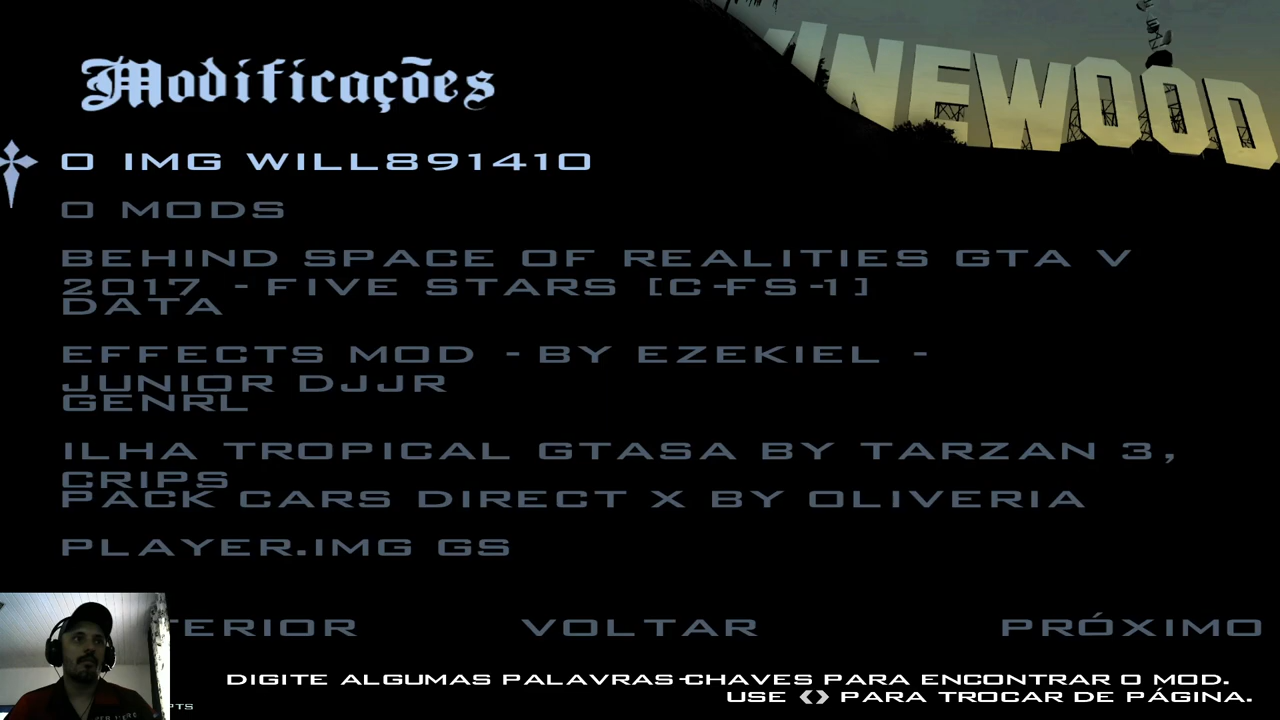 INEWOOD
Modificações
0 IMG WILL891410
0 MODS
BEHIND SPACE OF REALITIES GTA V
2017 - FIVE STARS [C-FS-1]
DATA
EFFECTS MOD - BY EZEKIEL -
JUNIOR DJJR
GENRL
ILHA TROPICAL GTASA BY TARZAN 3,
CRIPS
PACK CARS DIRECT X BY OLIVERIA
PLAYER.IMG GS
TERIOR VOLTAR PRÓXIMO
DIGITE ALGUMAS PALAVRAS-CHAVES PARA ENCONTRAR O MOD.
USE <> PARA TROCAR DE PÁGINA.